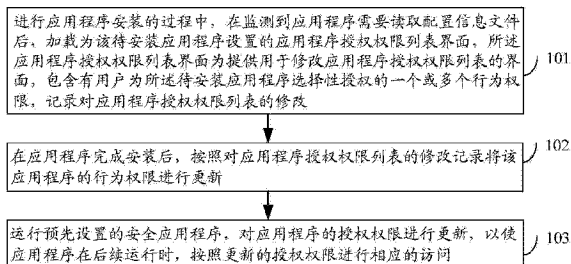 进行应用程序安装的过程中，在监测到应用程序需要读取配置信息文件
后，加载为该待安装应用程序设置的应用程序授权权限列表界面，所述
应用程序授权权限列表界面为提供用于修改应用程序授权权限列表的界
面，包含有用户为所述待安装应用程序选择性授权的一个或多个行为权
限，记录对应用程序授权权限列表的修改
101
在应用程序完成安装后，按照对应用程序授权权限列表的修改记录将该
应用程序的行为权限进行更新
102
运行预先设置的安全应用程序，对应用程序的授权权限进行更新，以使
应用程序在后续运行时，按照更新的授权权限进行相应的访问
103